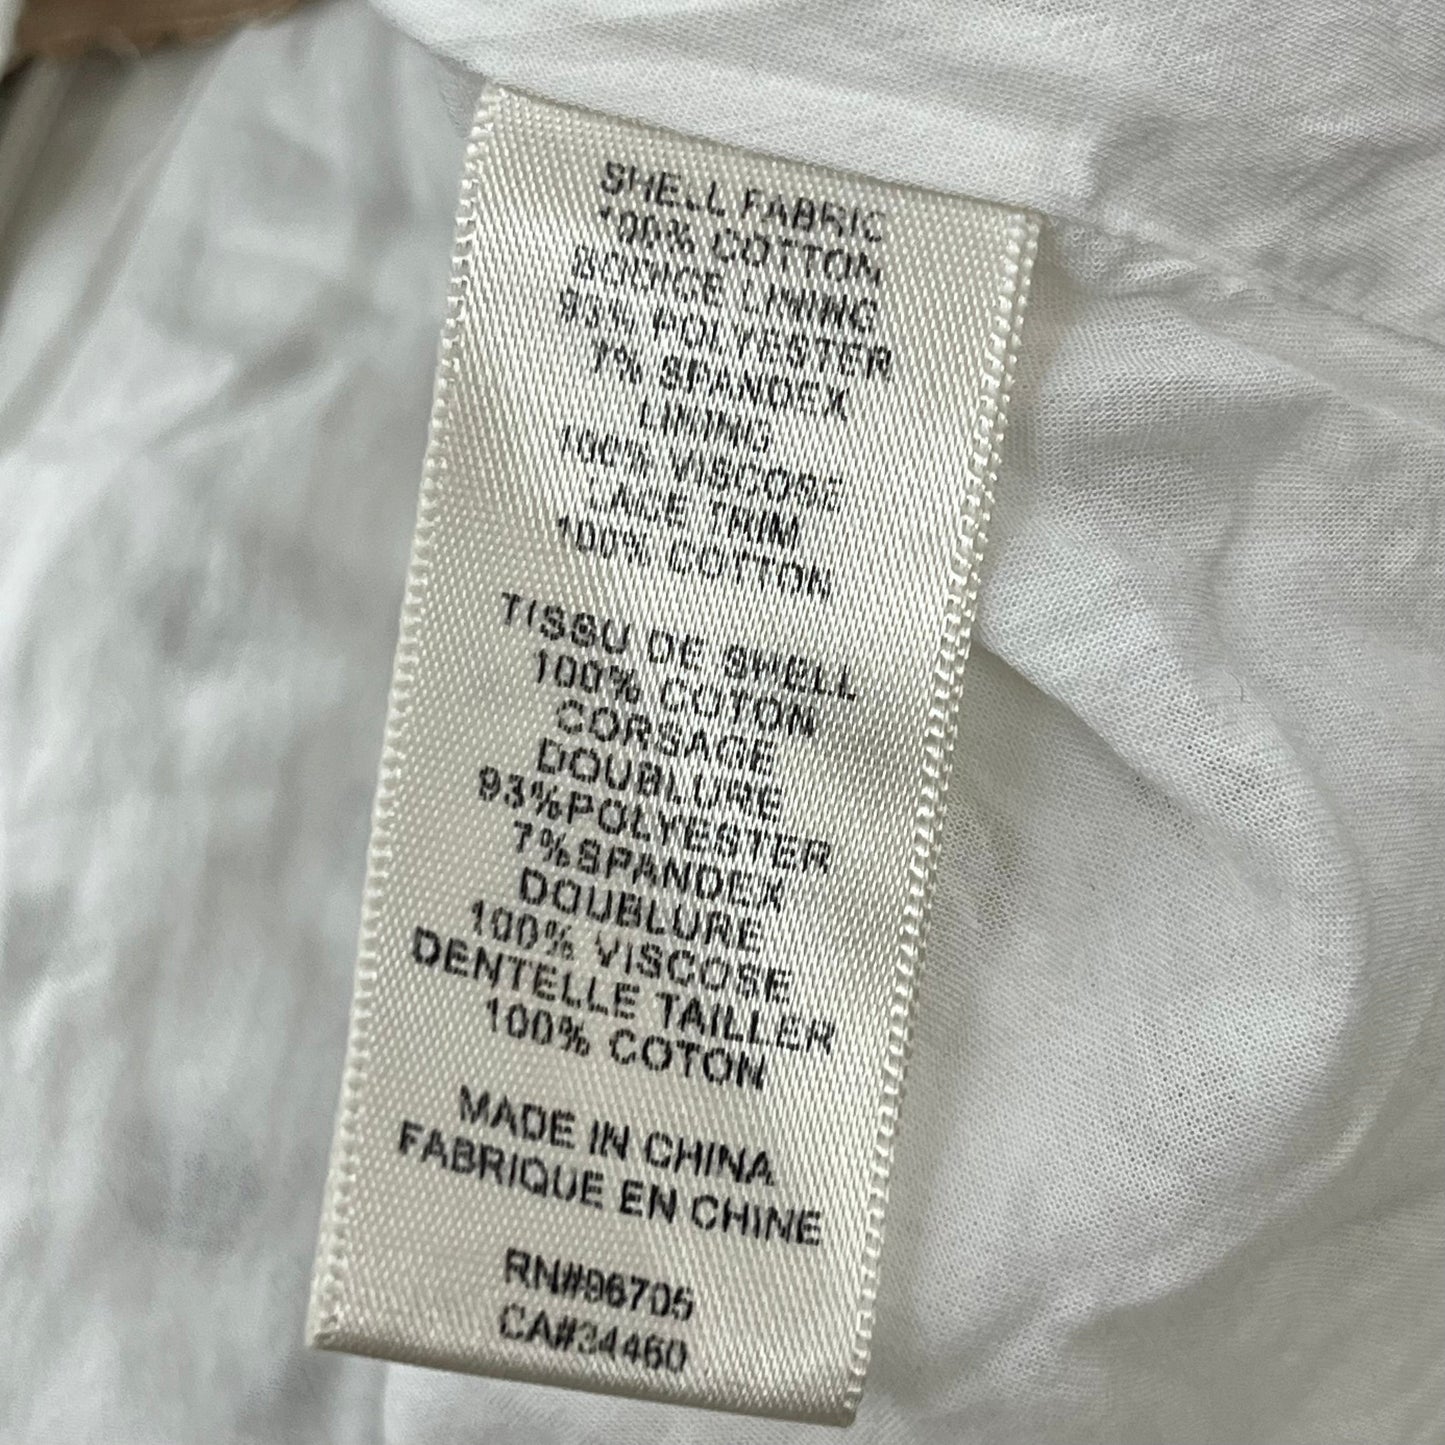 SHELL FABRIC
100% COTTON
BODICE LINING
93% POLYESTER
7% SPANDEX
LINING
100% VISCOSE
LACE TRIM
100% COTTON
TISSU DE SHELL
100% COTON
CORSAGE
DOUBLURE
93%POLYESTER
7%SPANDEX
DOUBLURE
100% VISCOSE
DENTELLE TAILLER
100% COTON
MADE IN CHINA
FABRIQUE EN CHINE
RN#96705
CA#34460